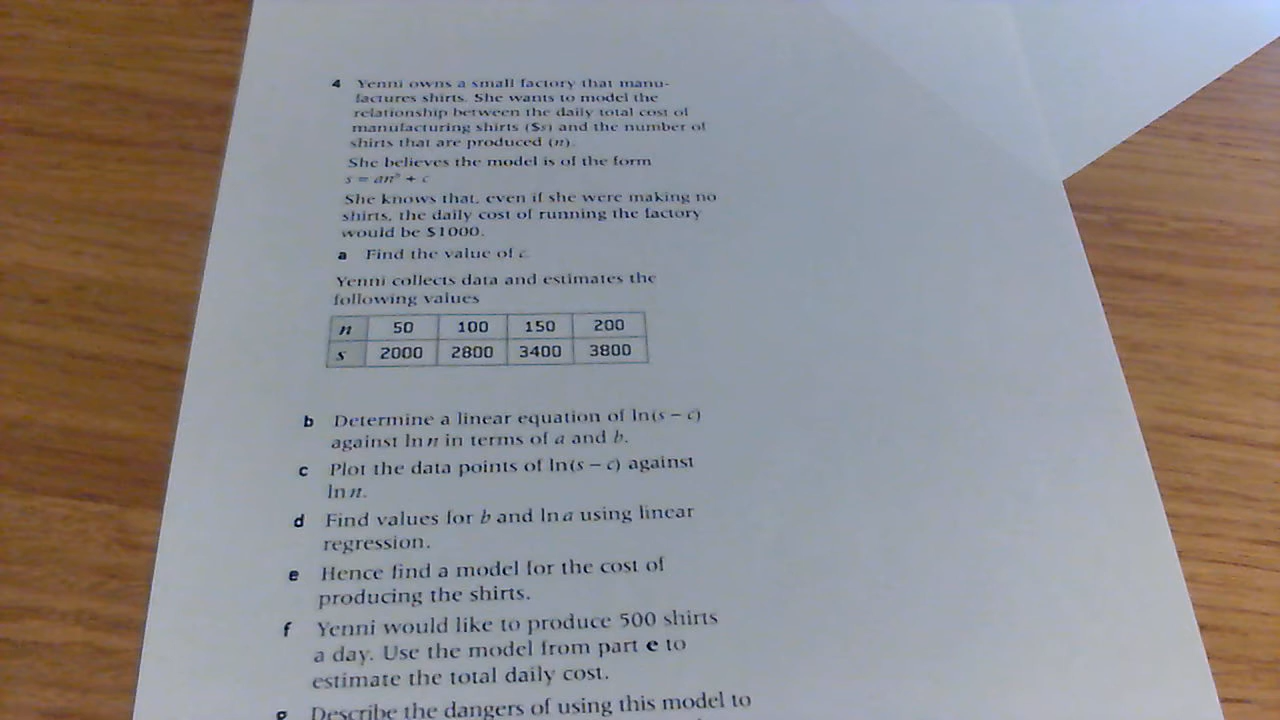 4 Yenni owns a small factory that manu-
factures shirts. She wants to model the
relationship between the daily total cost of
manufacturing shirts ($s) and the number of
shirts that are produced (n).
She believes the model is of the form
s = anᵇ + c
She knows that, even if she were making no
shirts, the daily cost of running the factory
would be $1000.
a Find the value of c.
Yenni collects data and estimates the
following values
n 50 100 150 200
s 2000 2800 3400 3800
b Determine a linear equation of ln(s – c)
against ln n in terms of a and b.
c Plot the data points of ln(s – c) against
ln n.
d Find values for b and ln a using linear
regression.
e Hence find a model for the cost of
producing the shirts.
f Yenni would like to produce 500 shirts
a day. Use the model from part e to
estimate the total daily cost.
g Describe the dangers of using this model to